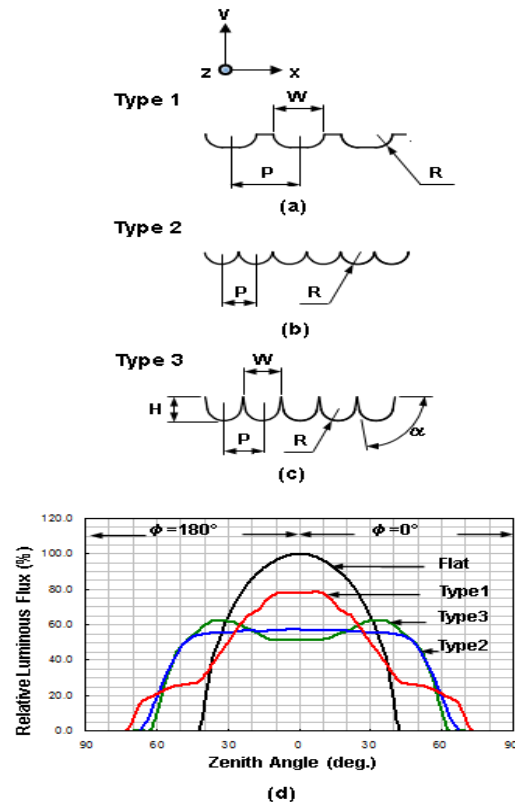 y
z x
Type 1
W
P
R
(a)
Type 2
P
R
(b)
Type 3
W
H
P
R
α
(c)
120.0
ϕ=180° ϕ=0°
100.0
Flat
80.0
Type1
Type3
60.0
Type2
40.0
20.0
0.0
90 60 30 0 30 60 90
Relative Luminous Flux (%)
Zenith Angle (deg.)
(d)